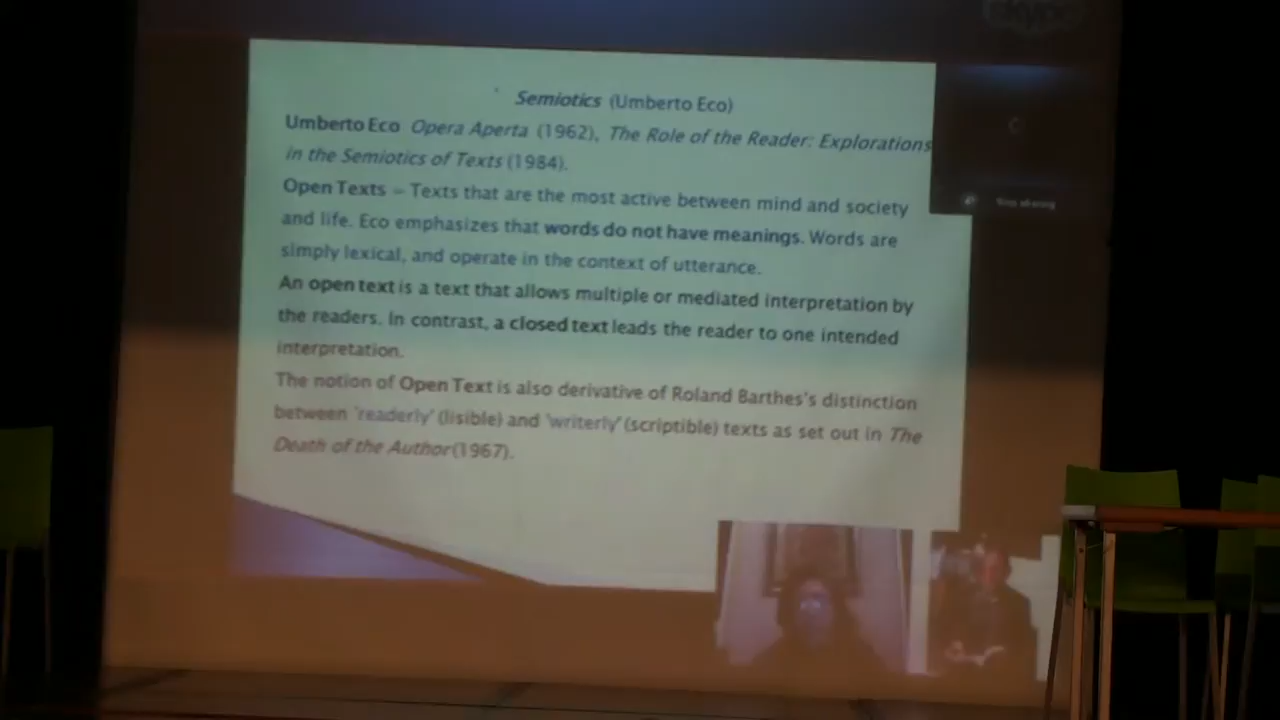 skype
Semiotics (Umberto Eco)
Umberto Eco Opera Aperta (1962), The Role of the Reader: Explorations
in the Semiotics of Texts (1984).
Open Texts – Texts that are the most active between mind and society
and life. Eco emphasizes that words do not have meanings. Words are
simply lexical, and operate in the context of utterance.
An open text is a text that allows multiple or mediated interpretation by
the readers. In contrast, a closed text leads the reader to one intended
interpretation.
The notion of Open Text is also derivative of Roland Barthes's distinction
between 'readerly' (lisible) and 'writerly' (scriptible) texts as set out in The
Death of the Author (1967).
Stop sharing